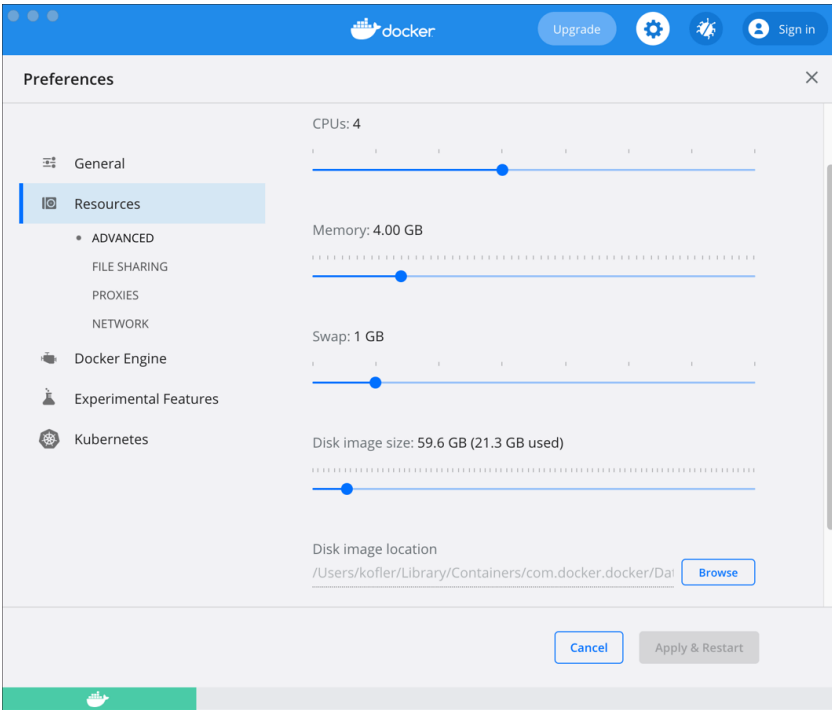 docker
Upgrade
Sign in
Preferences
General
Resources
ADVANCED
FILE SHARING
PROXIES
NETWORK
Docker Engine
Experimental Features
Kubernetes
CPUs: 4
Memory: 4.00 GB
Swap: 1 GB
Disk image size: 59.6 GB (21.3 GB used)
Disk image location
/Users/kofler/Library/Containers/com.docker.docker/Dat
Browse
Cancel
Apply & Restart